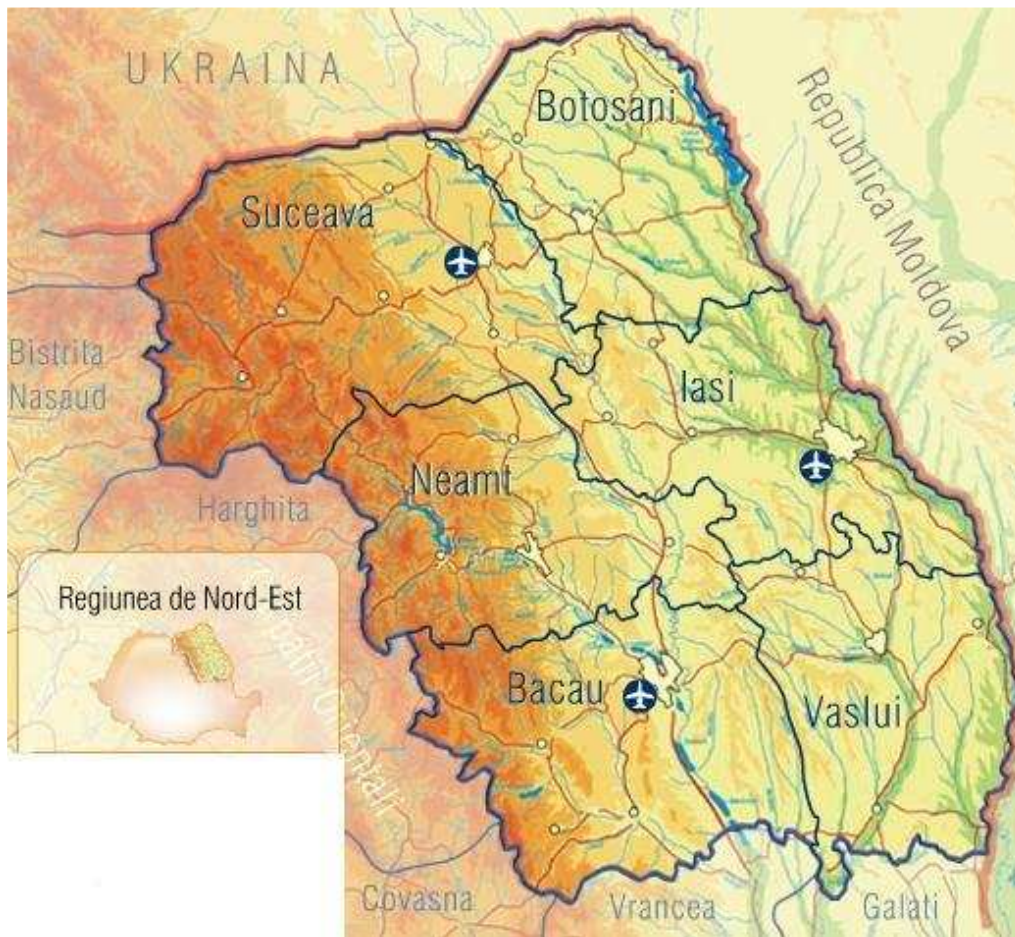 UKRAINA
Botosani
Republica Moldova
Suceava
Bistrita
Nasaud
Iasi
Neamt
Harghita
Regiunea de Nord-Est
Bacau
Vaslui
Covasna
Vrancea
Galati